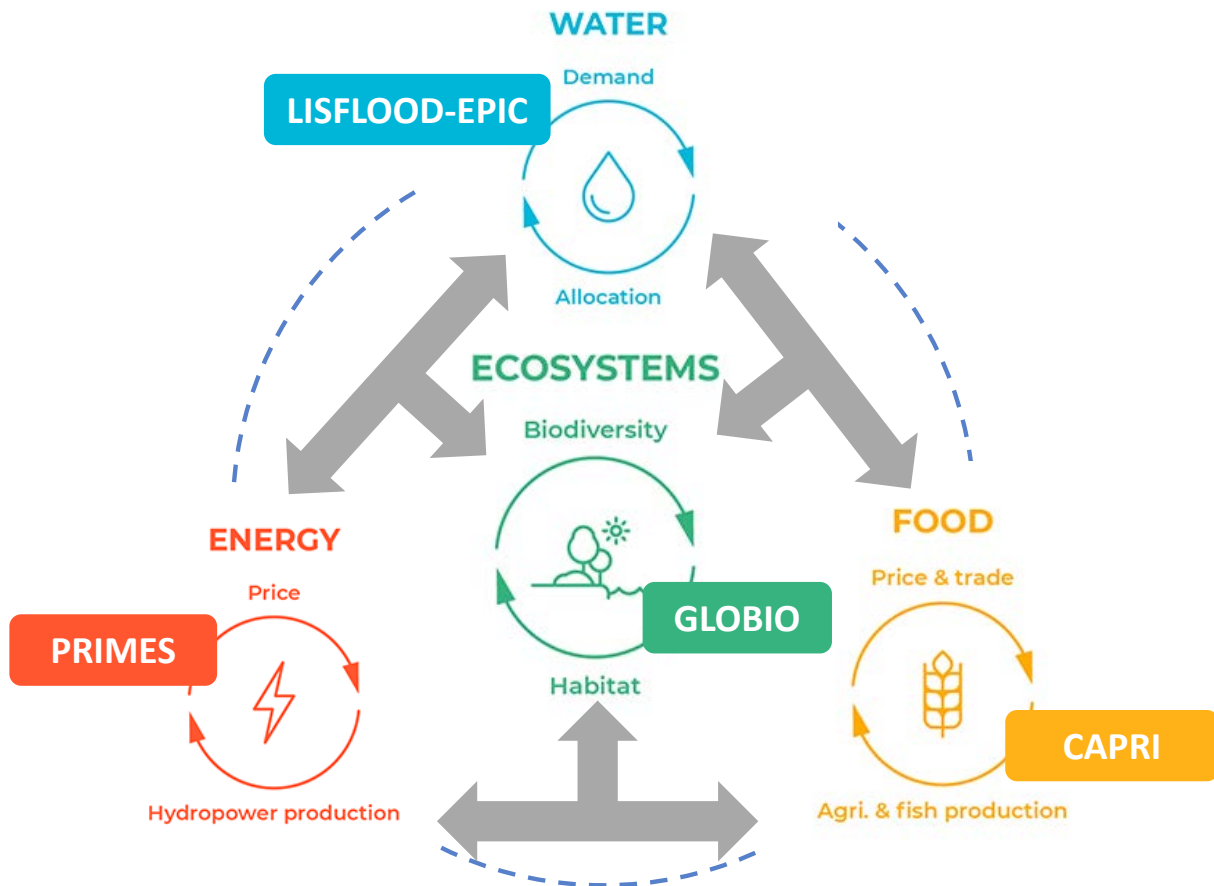 WATER
Demand
LISFLOOD-EPIC
Allocation
ECOSYSTEMS
Biodiversity
GLOBIO
Habitat
ENERGY
Price
PRIMES
Hydropower production
FOOD
Price & trade
CAPRI
Agri. & fish production